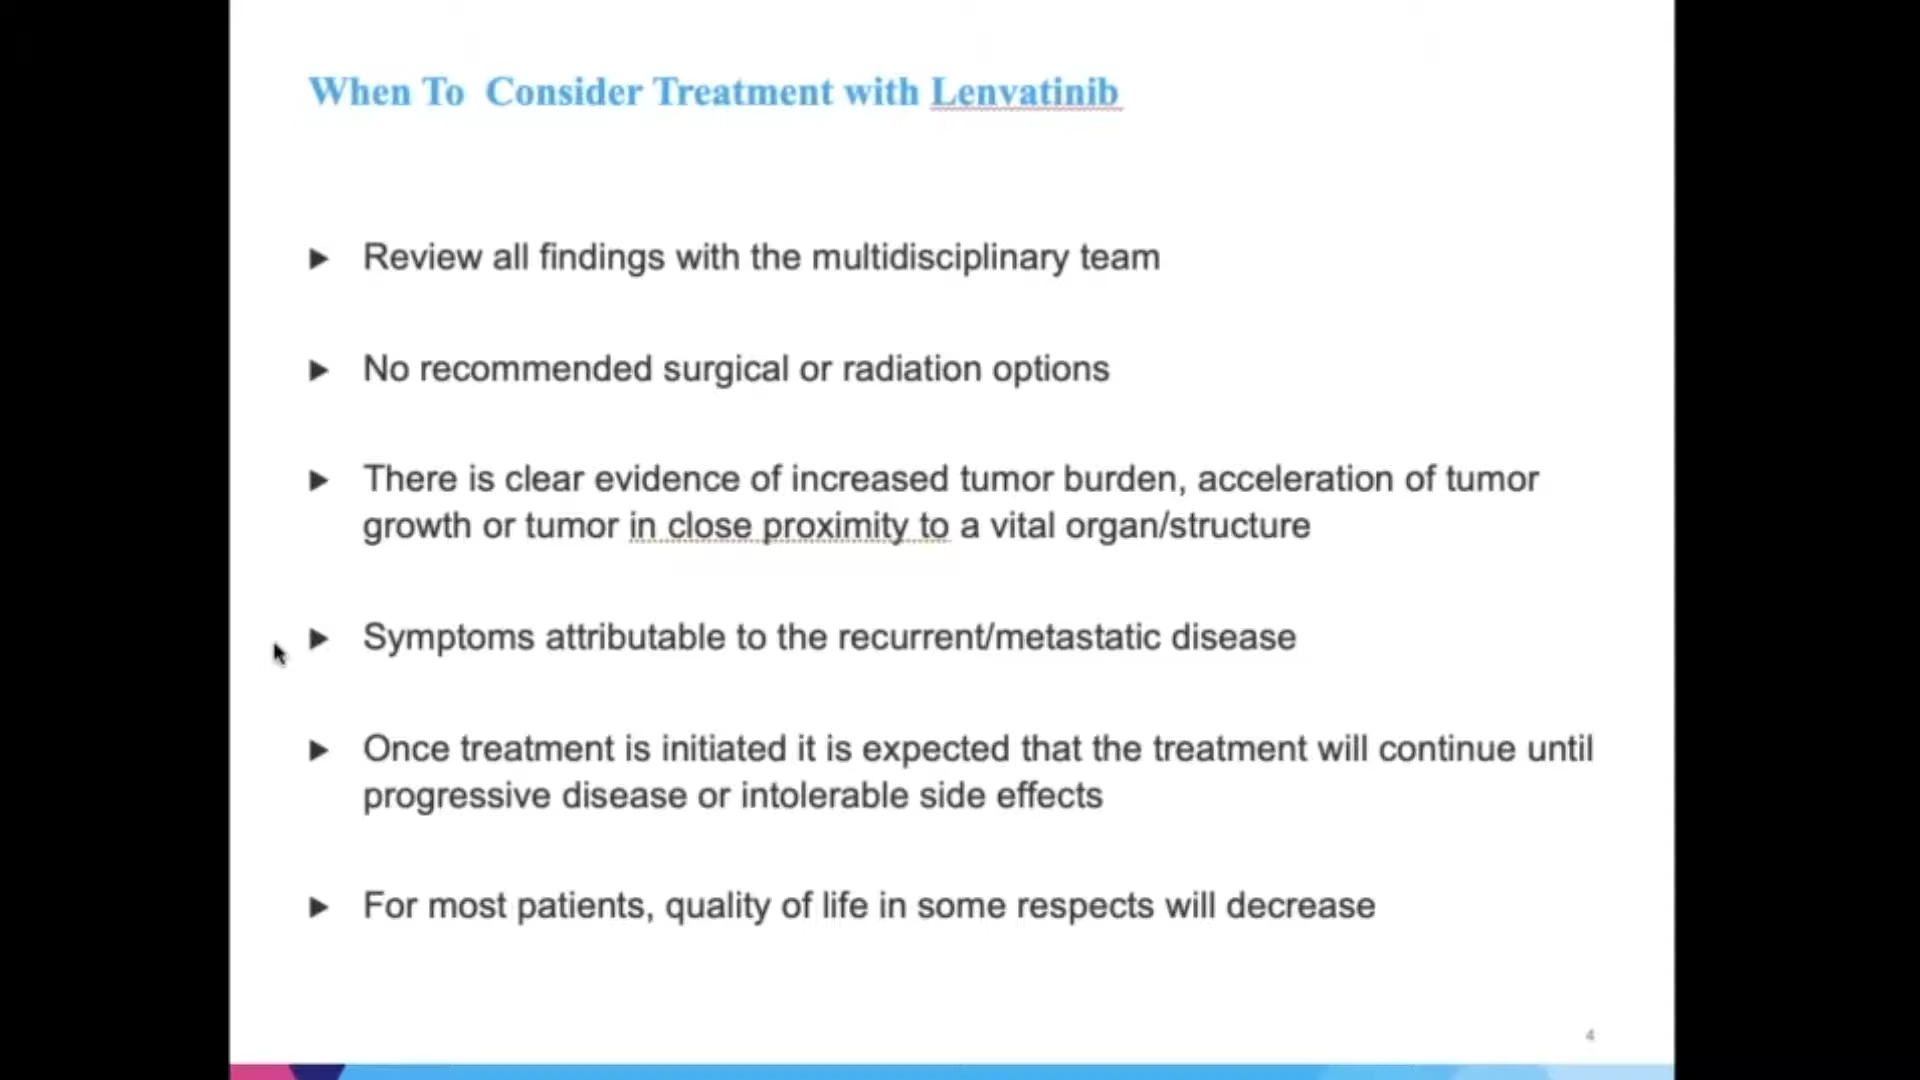 When To Consider Treatment with Lenvatinib
Review all findings with the multidisciplinary team
No recommended surgical or radiation options
There is clear evidence of increased tumor burden, acceleration of tumor
growth or tumor in close proximity to a vital organ/structure
Symptoms attributable to the recurrent/metastatic disease
Once treatment is initiated it is expected that the treatment will continue until
progressive disease or intolerable side effects
For most patients, quality of life in some respects will decrease
4